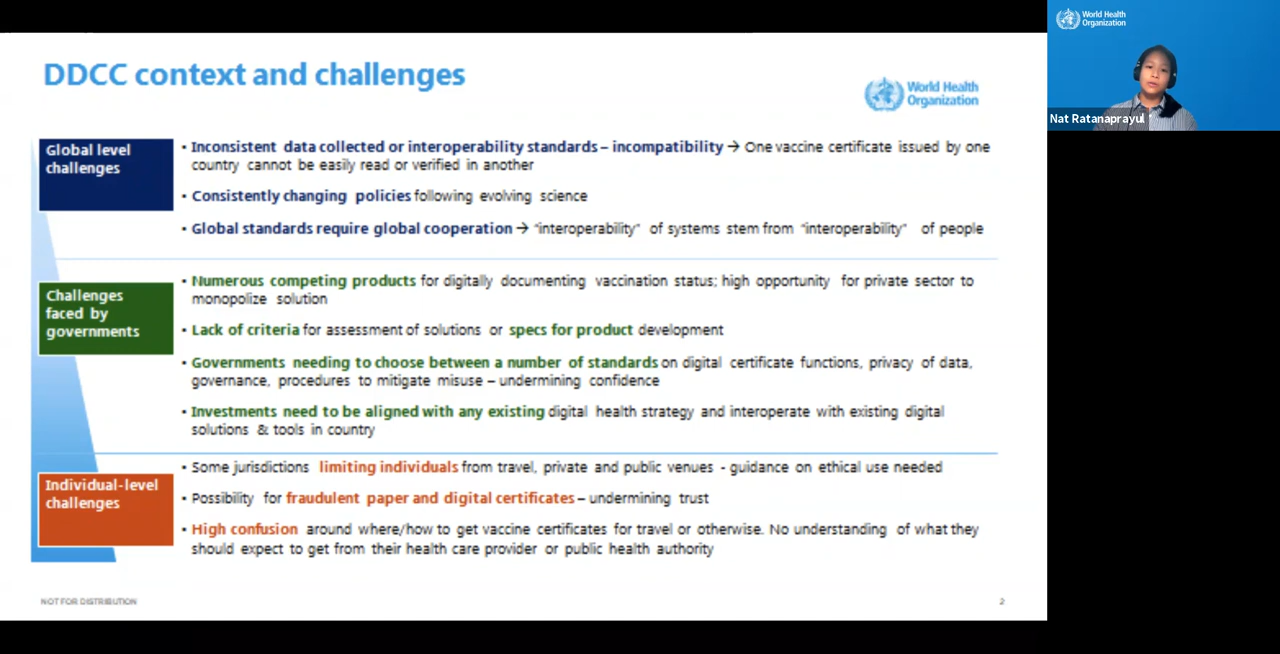 DDCC context and challenges
World Health
Organization
Global level
challenges
• Inconsistent data collected or interoperability standards – incompatibility → One vaccine certificate issued by one
country cannot be easily read or verified in another
• Consistently changing policies following evolving science
• Global standards require global cooperation → "interoperability" of systems stem from "interoperability" of people
Challenges
faced by
governments
• Numerous competing products for digitally documenting vaccination status; high opportunity for private sector to
monopolize solution
• Lack of criteria for assessment of solutions or specs for product development
• Governments needing to choose between a number of standards on digital certificate functions, privacy of data,
governance, procedures to mitigate misuse – undermining confidence
• Investments need to be aligned with any existing digital health strategy and interoperate with existing digital
solutions & tools in country
Individual-level
challenges
• Some jurisdictions limiting individuals from travel, private and public venues - guidance on ethical use needed
• Possibility for fraudulent paper and digital certificates – undermining trust
• High confusion around where/how to get vaccine certificates for travel or otherwise. No understanding of what they
should expect to get from their health care provider or public health authority
NOT FOR DISTRIBUTION
2
World Health
Organization
Nat Ratanaprayul